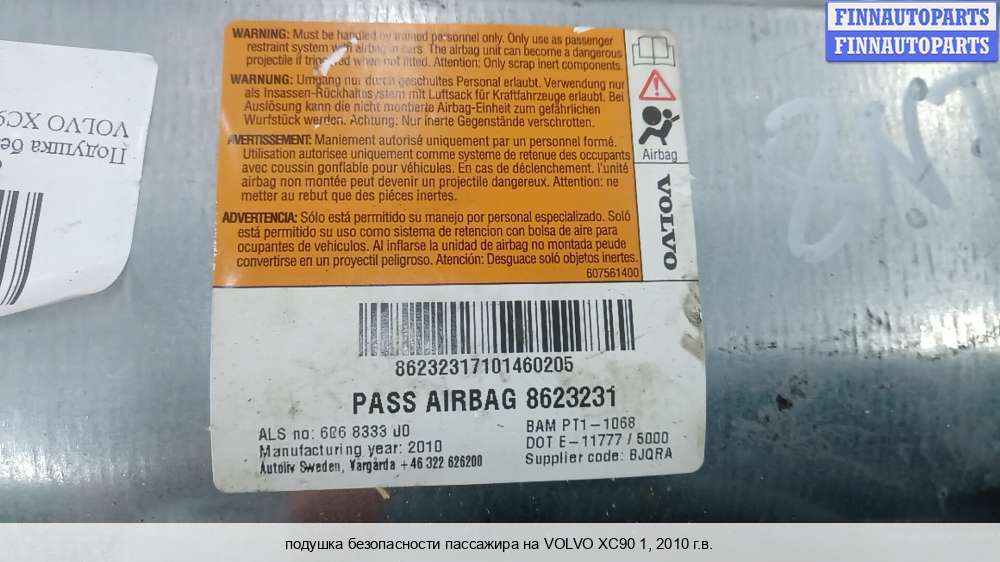 FINNAUTOPARTS
FINNAUTOPARTS
WARNING: Must be handled by trained personnel only. Only use as passenger
restraint system with airbag in cars. The airbag unit can become a dangerous
projectile if triggered when not fitted. Attention: Only scrap inert components.
WARNUNG: Umgang nur durch geschultes Personal erlaubt. Verwendung nur
als Insassen-Rückhaltesystem mit Luftsack für Kraftfahrzeuge erlaubt. Bei
Auslösung kann die nicht montierte Airbag-Einheit zum gefährlichen
Wurfstück werden. Achtung: Nur inerte Gegenstände verschrotten.
AVERTISSEMENT: Maniement autorisé uniquement par un personnel formé.
Utilisation autorisee uniquement comme systeme de retenue des occupants
avec coussin gonflable pour véhicules. En cas de déclenchement. l'unité
airbag non montée peut devenir un projectile dangereux. Attention: ne
metter au rebut que des piéces inertes.
ADVERTENCIA: Sólo está permitido su manejo por personal especializado. Soló
está permitido su uso como sistema de retencion con bolsa de aire para
ocupantes de vehículos. Al inflarse la unidad de airbag no montada peude
convertirse en un proyectil peligroso. Atención: Desguace soló objetos inertes.
607561400
Airbag
VOLVO
86232317101460205
PASS AIRBAG 8623231
ALS no: 606 8333 00
Manufacturing year: 2010
Autoliv Sweden, Vargårda +46 322 626200
BAM PT1-1068
DOT E-11777 / 5000
Supplier code: BJQRA
Подушка без
VOLVO XC9
подушка безопасности пассажира на VOLVO XC90 1, 2010 г.в.